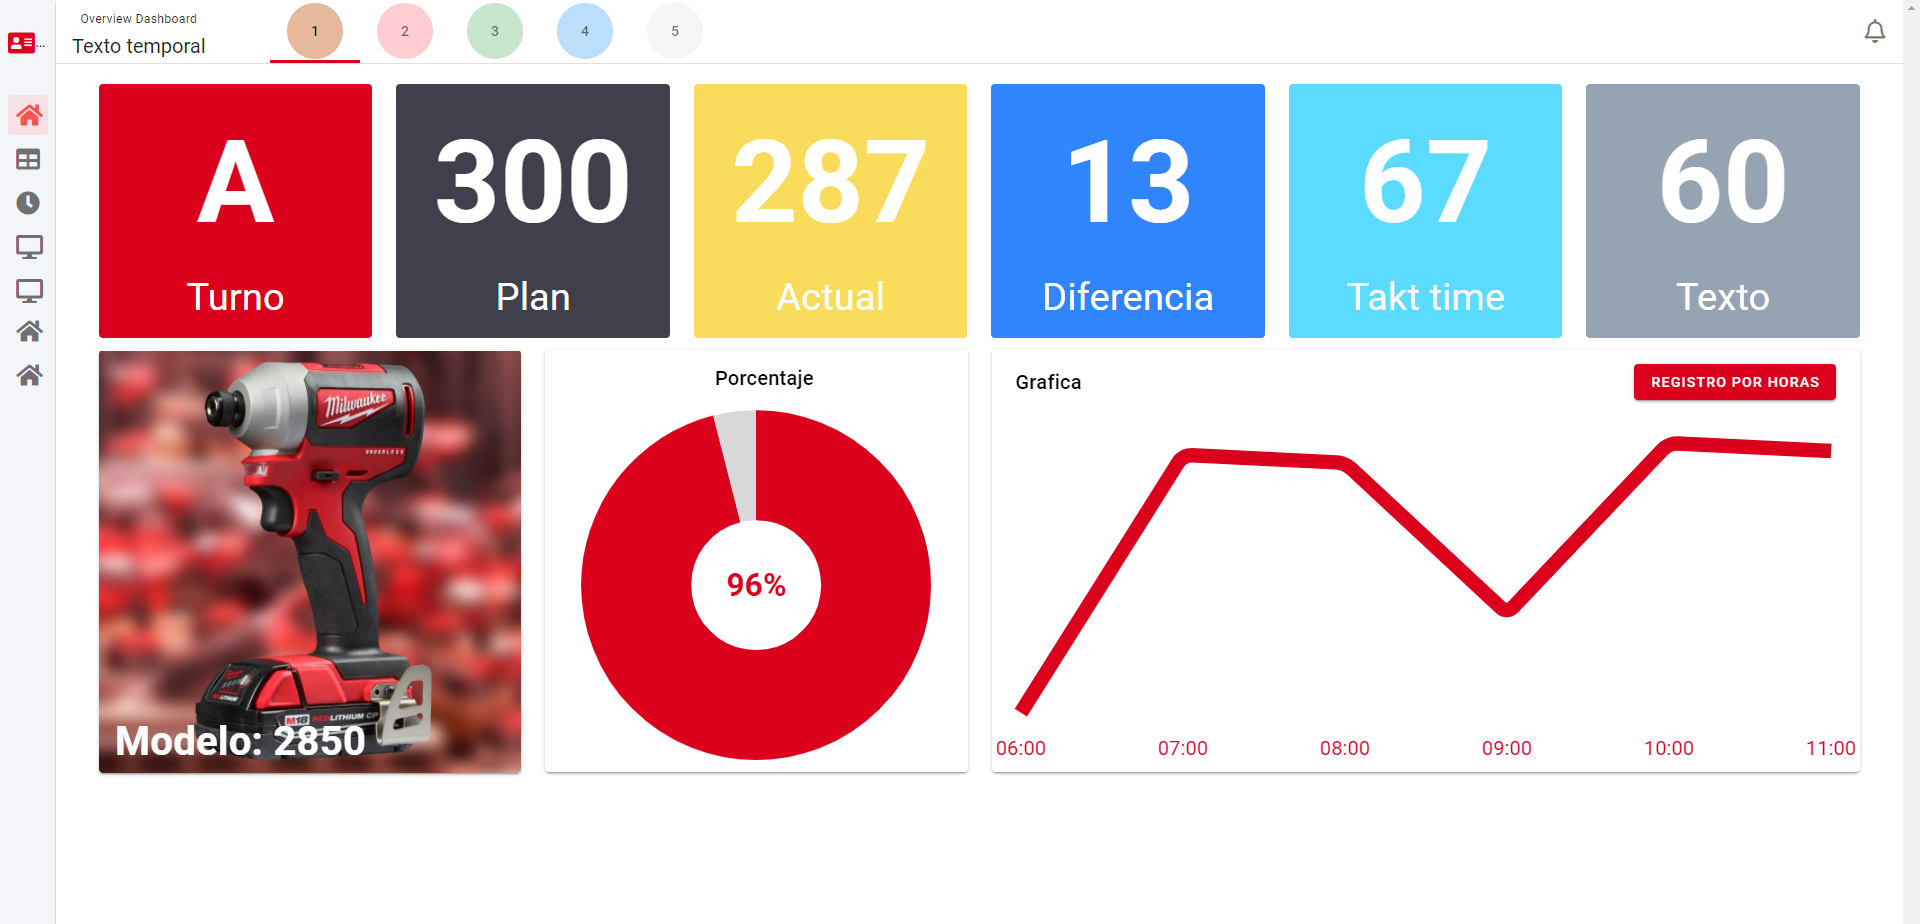 Overview Dashboard
Texto temporal
1
2
3
4
5
...
A
Turno
300
Plan
287
Actual
13
Diferencia
67
Takt time
60
Texto
Milwaukee
BRUSHLESS
M18 REDLITHIUM CP
Modelo: 2850
Porcentaje
96%
Grafica
REGISTRO POR HORAS
06:00
07:00
08:00
09:00
10:00
11:00